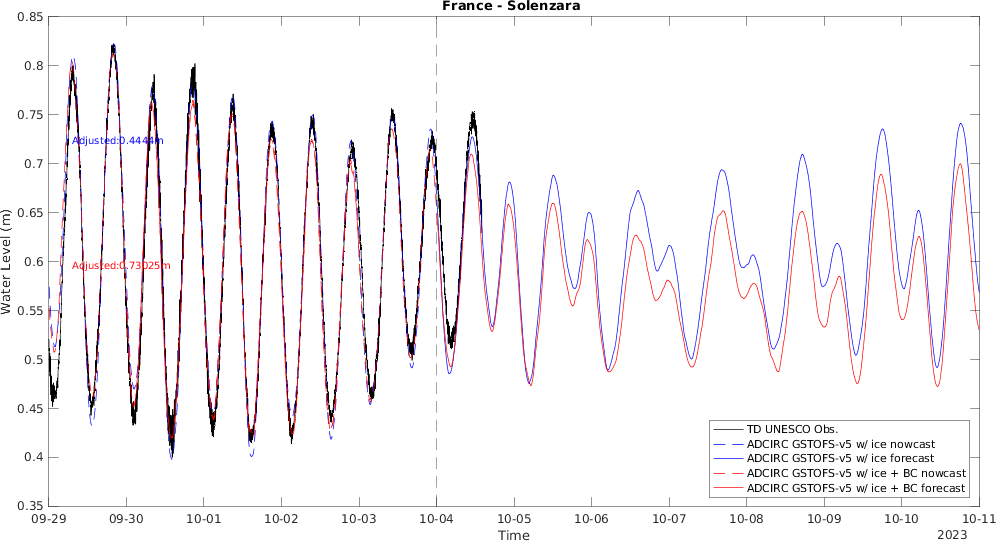 France - Solenzara
0.85
0.8
0.75
0.7
0.65
0.6
0.55
0.5
0.45
0.4
0.35
Water Level (m)
Adjusted:0.4444m
Adjusted:0.73025m
TD UNESCO Obs.
ADCIRC GSTOFS-v5 w/ ice nowcast
ADCIRC GSTOFS-v5 w/ ice forecast
ADCIRC GSTOFS-v5 w/ ice + BC nowcast
ADCIRC GSTOFS-v5 w/ ice + BC forecast
09-29 09-30 10-01 10-02 10-03 10-04 10-05 10-06 10-07 10-08 10-09 10-10 10-11
Time
2023